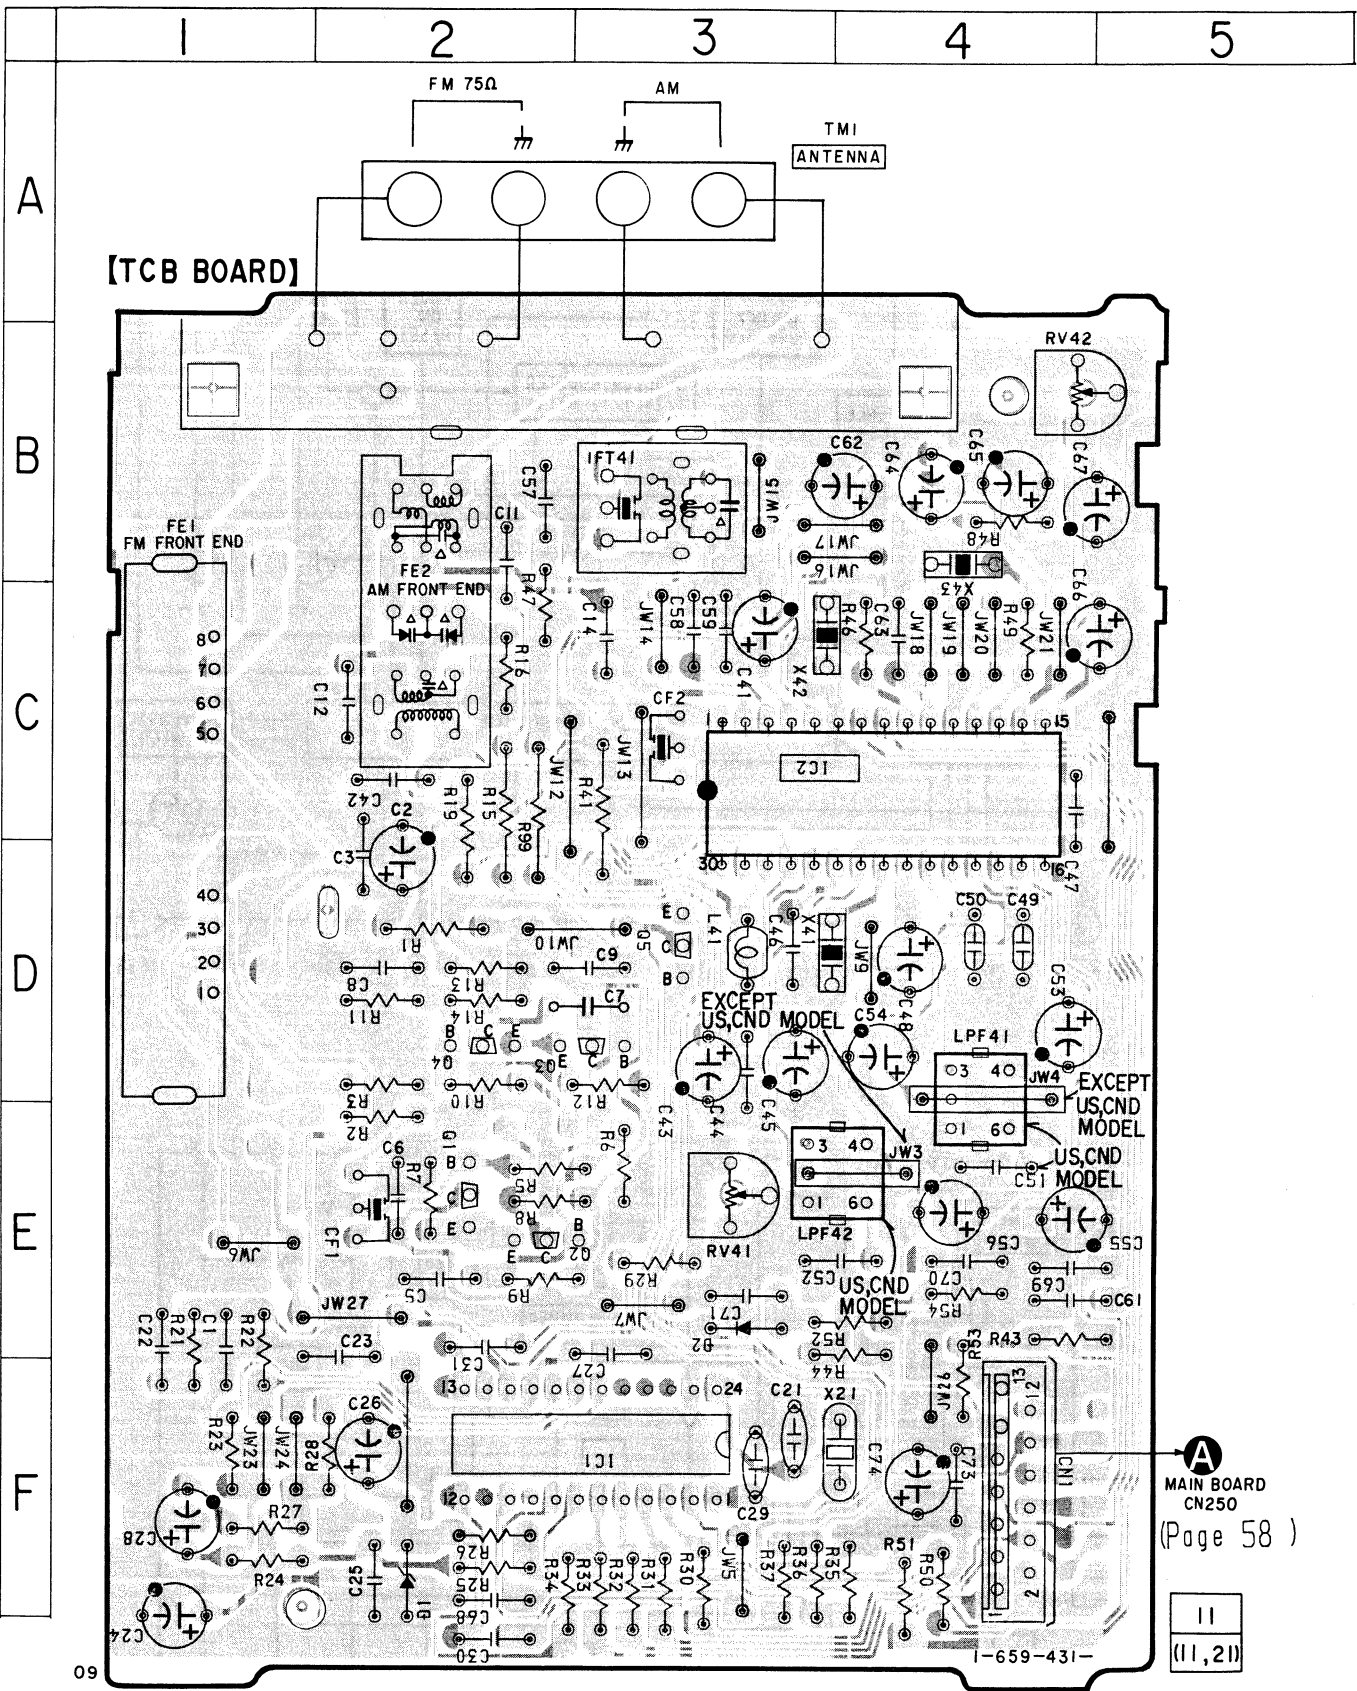 1 2 3 4 5
FM 75Ω AM
TM1
ANTENNA
A
[TCB BOARD]
RV42
B
C62 C64 C65 C67
IFT41
C57 JW15
FE1
FM FRONT END
C11
R48
JW17
JW16
X43
FE2
AM FRONT END
R47 C14 JW14 C58 C59 R46 C63 JW18 JW19 JW20 R49 JW21 C66
8
7
6
5
R16
C41 X42
C
C12
CF2
1 15
JW12 R41 JW13
IC2
C42 C2 R19 R15 R99
C3
30 16
C47
4
3
2
1
E
C
B
Q5 L41 C46 X41 JW9
C50 C49
R1 JW10
D
C8 R13 C9
R11 R14 C7
EXCEPT
US,CND MODEL
C48 C54 C53
B C E
Q4 Q3
E C B
LPF41
3 4
1 6
JW4
EXCEPT
US,CND
MODEL
R3 R10 R12
C43 C44 C45
R2
Q1
C6 R7
B
C
E
R6
R5
R8
3 4
1 6
JW3
US,CND
MODEL
C51
E
JW6
CF1
E C B
Q2
RV41
LPF42
C56 C55
R29
C52
C70 C69
C5 R9
US,CND
MODEL
JW27
JW7
C71
R54
C61
C22 R21 C1 R22
C23
C31 C27
D2
R52
R44
R53 R43
13 24
C21 X21
JW26
13
12
C26
R23 JW23 JW24 R28
IC1
C74 C73
CN1
A
MAIN BOARD
CN250
(Page 58 )
F
12 1
C29
C28 R27
R26
R24
C25
D1
R25
C68
C30
R34 R33 R32 R31 R30 JW5 R37 R36 R35
R51 R50
2
1
C24
1-659-431-
11
(11,21)
09